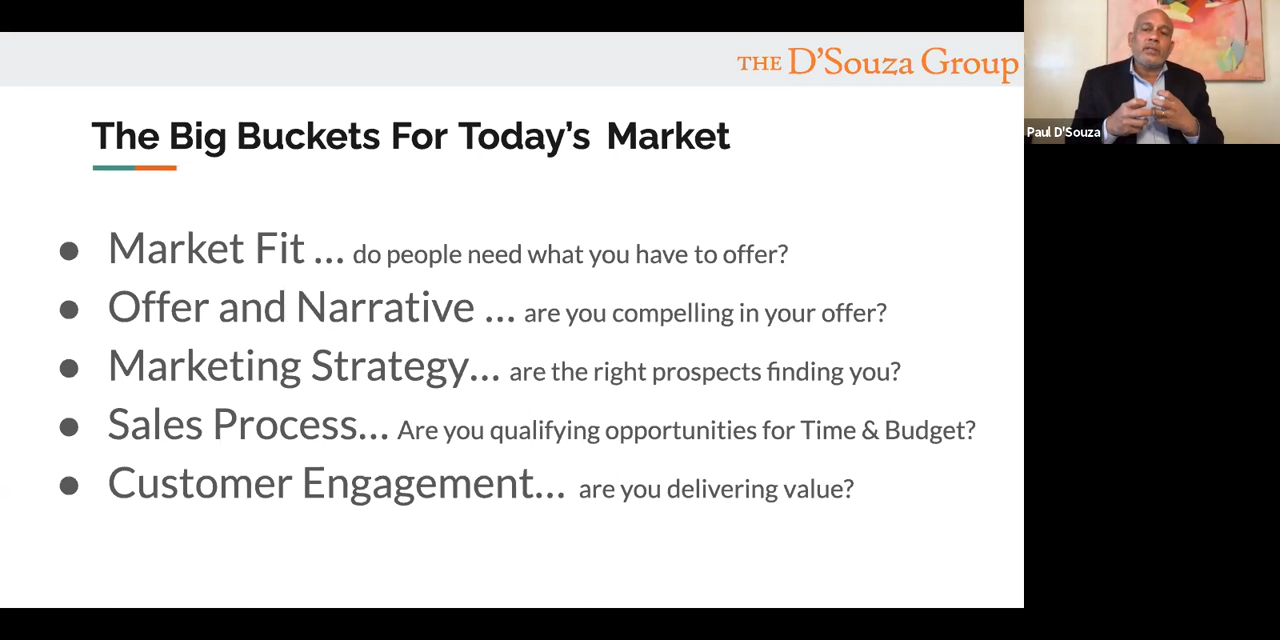 THE D'Souza Group
The Big Buckets For Today’s Market
● Market Fit ... do people need what you have to offer?
● Offer and Narrative ... are you compelling in your offer?
● Marketing Strategy... are the right prospects finding you?
● Sales Process... Are you qualifying opportunities for Time & Budget?
● Customer Engagement... are you delivering value?
Paul D'Souza